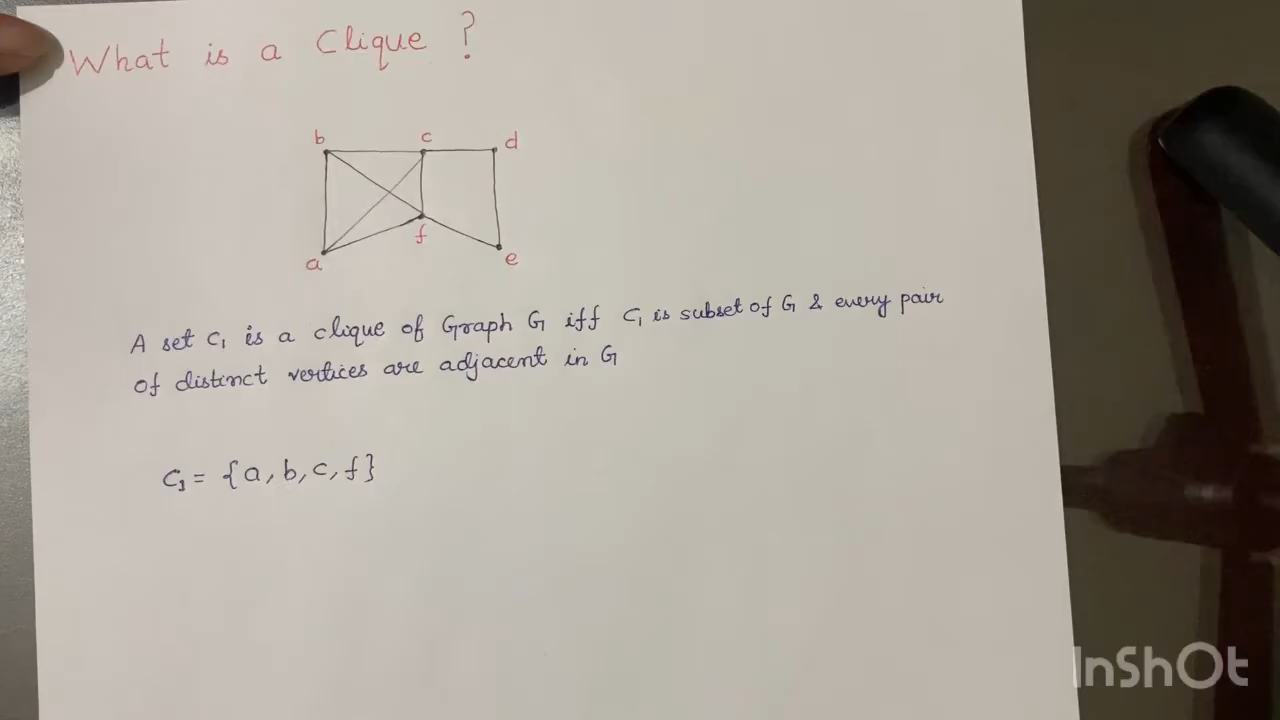 What is a Clique ?
b c d
f
a e
A set C₁ is a clique of Graph G iff C₁ is subset of G & every pair
of distinct vertices are adjacent in G
C₁ = {a, b, c, f}
InShOt